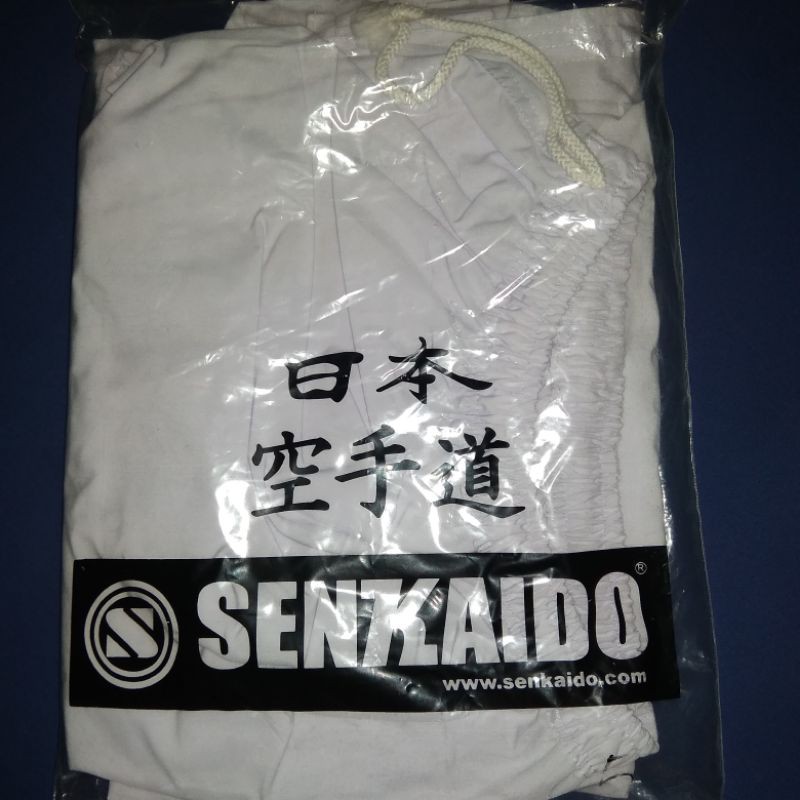 日本
空手道
S SENKAIDO®
www.senkaido.com